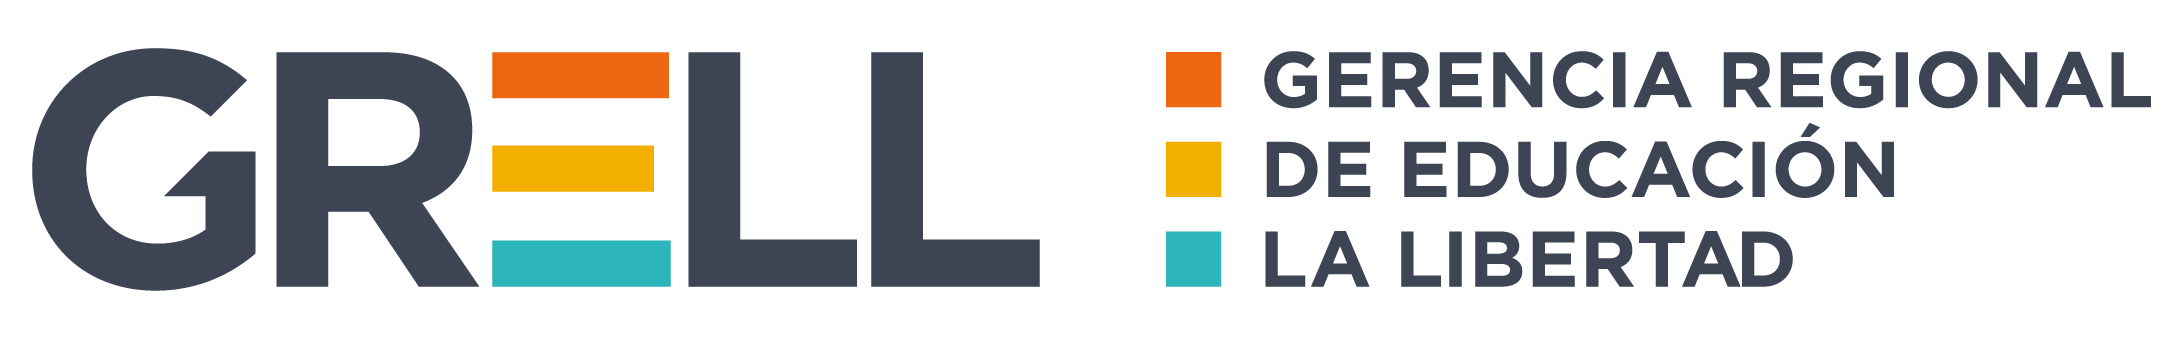 GRELL
GERENCIA REGIONAL
DE EDUCACIÓN
LA LIBERTAD